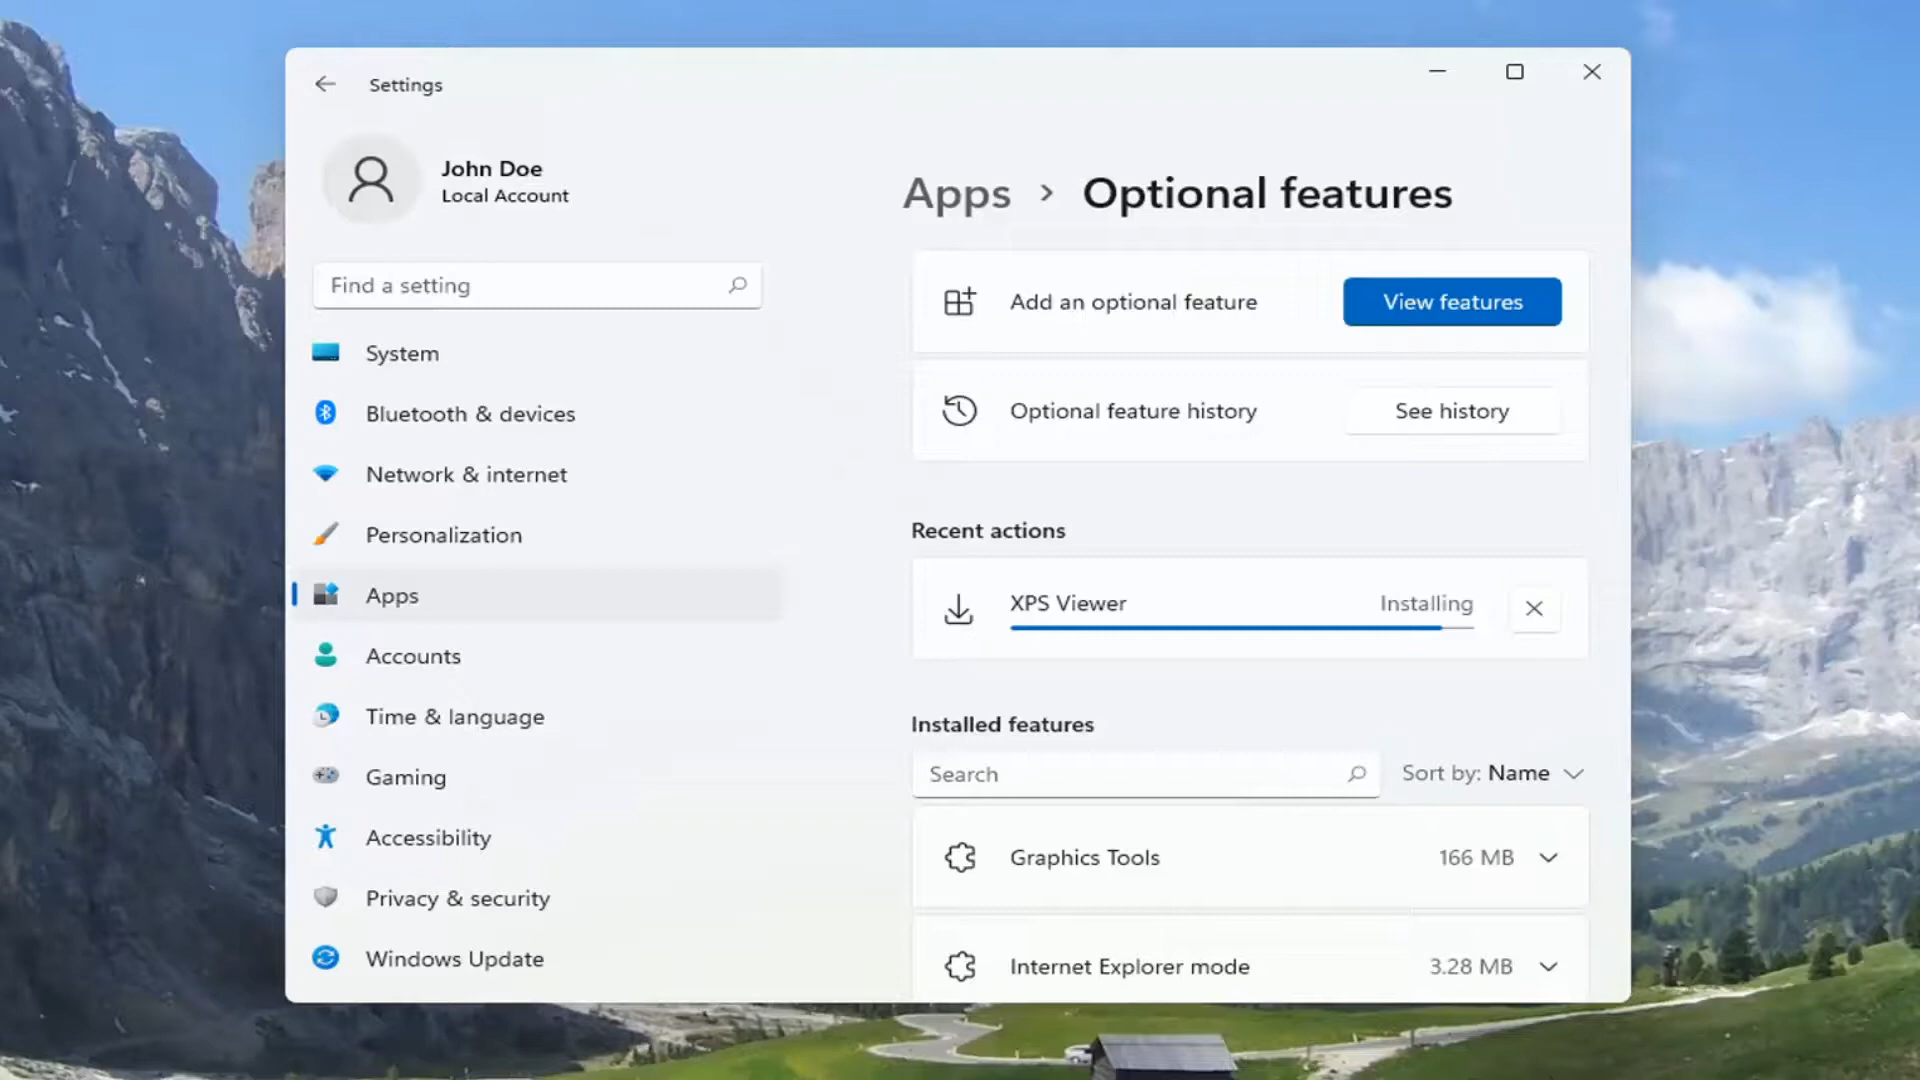 Settings
John Doe
Local Account
Find a setting
System
Bluetooth & devices
Network & internet
Personalization
Apps
Accounts
Time & language
Gaming
Accessibility
Privacy & security
Windows Update
Apps > Optional features
Add an optional feature
View features
Optional feature history
See history
Recent actions
XPS Viewer
Installing
Installed features
Search
Sort by: Name
Graphics Tools
166 MB
Internet Explorer mode
3.28 MB